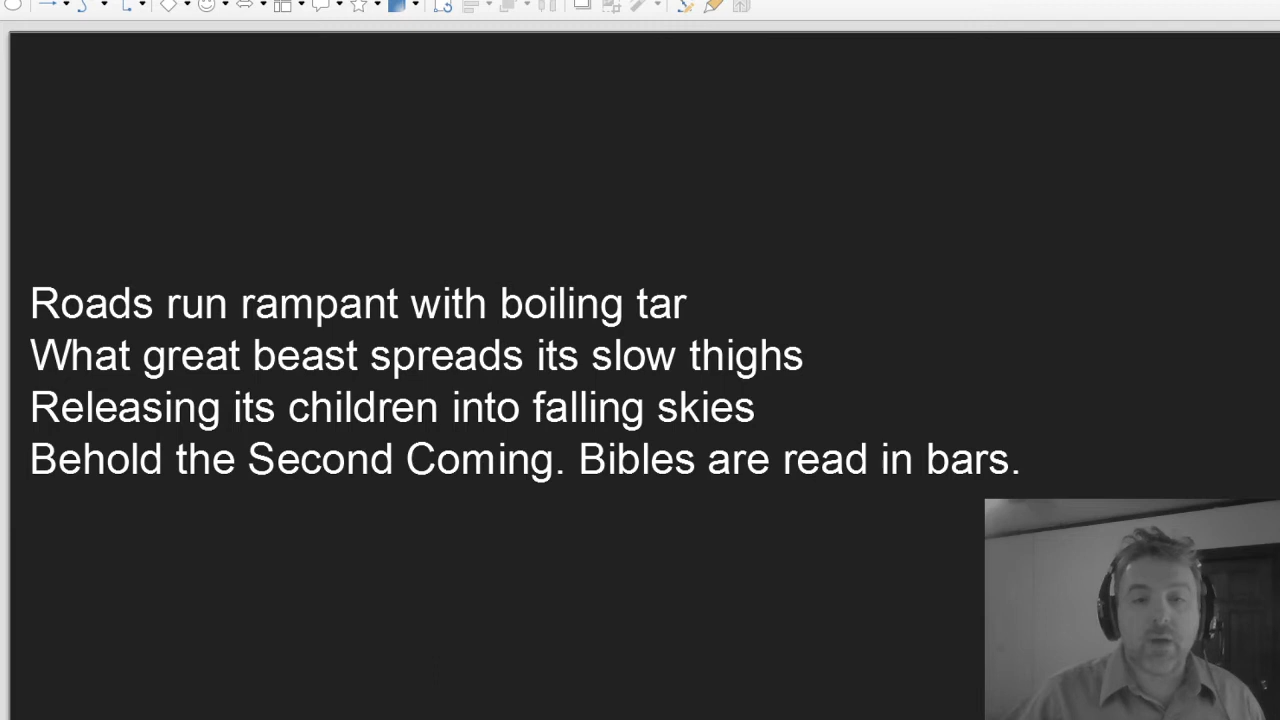 Roads run rampant with boiling tar
What great beast spreads its slow thighs
Releasing its children into falling skies
Behold the Second Coming. Bibles are read in bars.